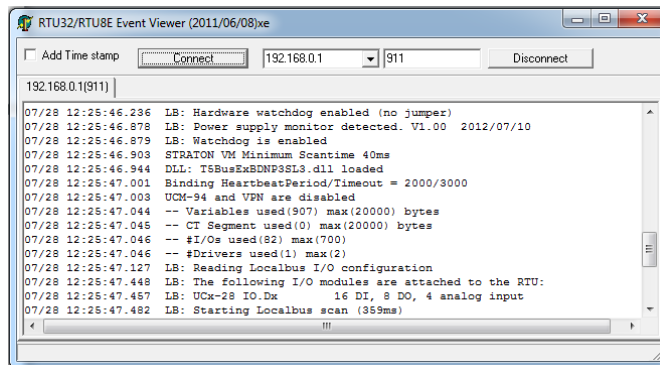 RTU32/RTU8E Event Viewer (2011/06/08)xe
Add Time stamp Connect 192.168.0.1 911 Disconnect
192.168.0.1(911)
07/28 12:25:46.236 LB: Hardware watchdog enabled (no jumper)
07/28 12:25:46.878 LB: Power supply monitor detected. V1.00 2012/07/10
07/28 12:25:46.879 LB: Watchdog is enabled
07/28 12:25:46.903 STRATON VM Minimum Scantime 40ms
07/28 12:25:46.944 DLL: T5BusExBDNP3SL3.dll loaded
07/28 12:25:47.001 Binding HeartbeatPeriod/Timeout = 2000/3000
07/28 12:25:47.003 UCM-94 and VPN are disabled
07/28 12:25:47.044 -- Variables used(907) max(20000) bytes
07/28 12:25:47.045 -- CT Segment used(0) max(20000) bytes
07/28 12:25:47.046 -- #I/Os used(82) max(700)
07/28 12:25:47.046 -- #Drivers used(1) max(2)
07/28 12:25:47.127 LB: Reading Localbus I/O configuration
07/28 12:25:47.448 LB: The following I/O modules are attached to the RTU:
07/28 12:25:47.457 LB: UCx-28 IO.Dx 16 DI, 8 DO, 4 analog input
07/28 12:25:47.482 LB: Starting Localbus scan (359ms)